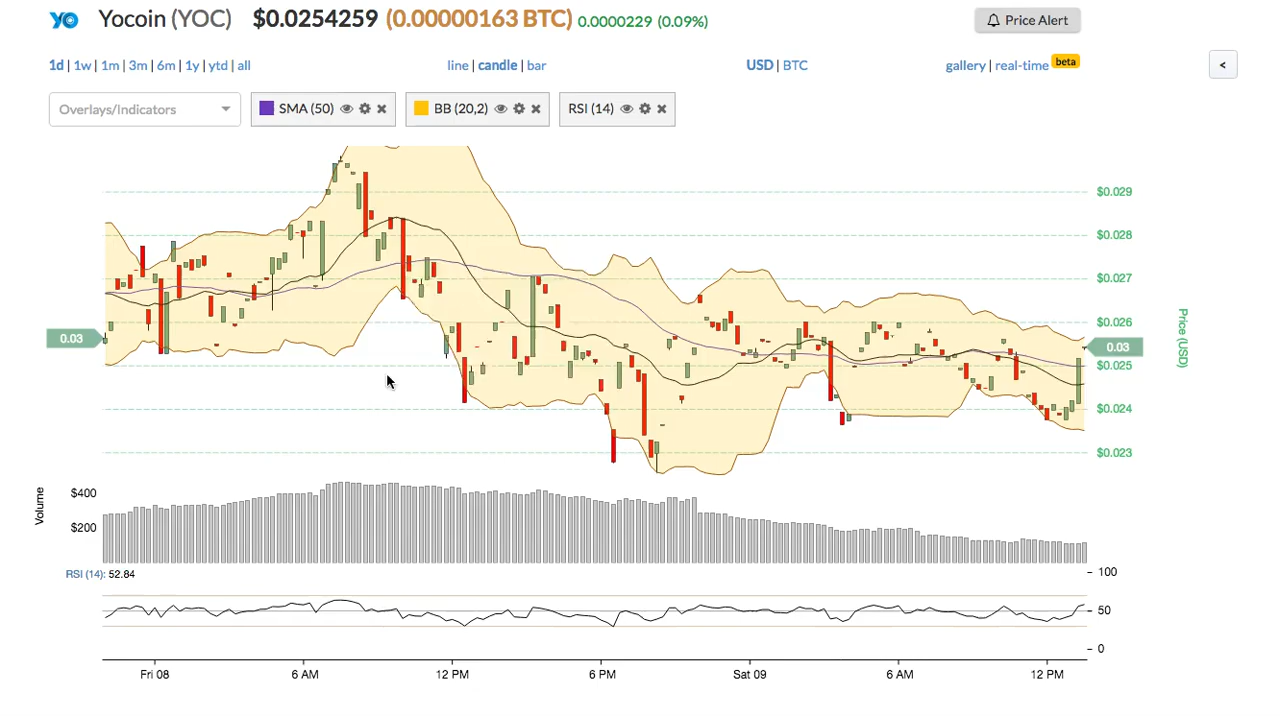 YO Yocoin (YOC) $0.0254259 (0.00000163 BTC) 0.0000229 (0.09%) Price Alert
1d | 1w | 1m | 3m | 6m | 1y | ytd | all line | candle | bar USD | BTC gallery | real-time beta <
Overlays/Indicators SMA (50) BB (20,2) RSI (14)
$0.029
$0.028
$0.027
$0.026
0.03
0.03
$0.025
$0.024
$0.023
Price (USD)
Volume
$400
$200
RSI (14): 52.84
100
50
0
Fri 08 6 AM 12 PM 6 PM Sat 09 6 AM 12 PM